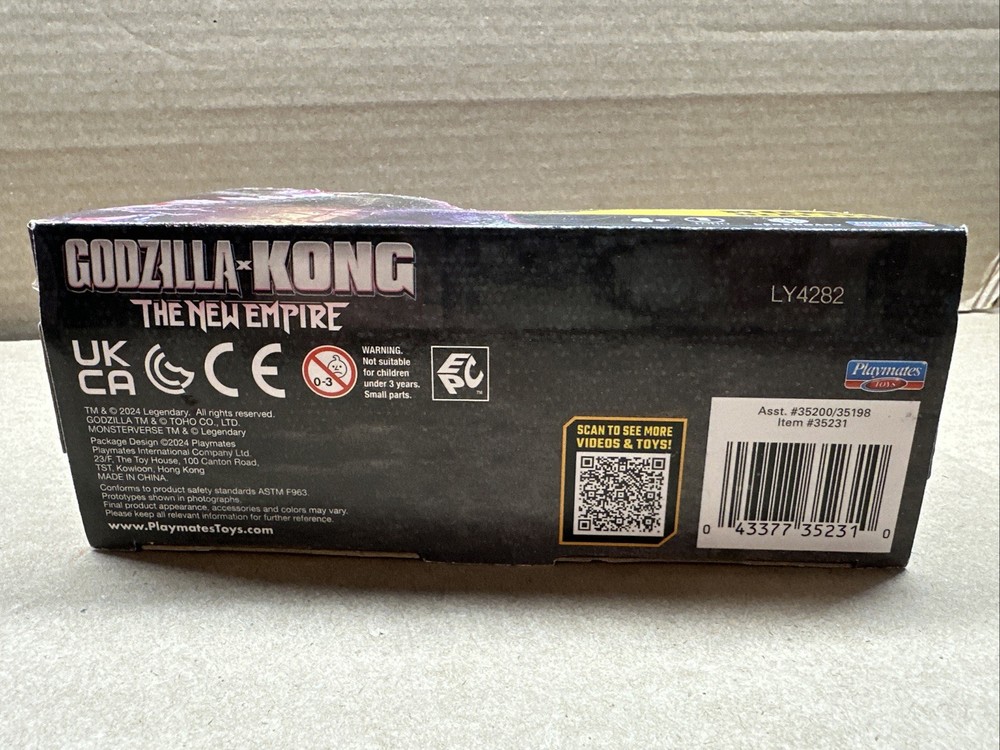 GODZILLA x KONG
THE NEW EMPIRE
LY4282
UK
CA
CE
0-3
WARNING.
Not suitable
for children
under 3 years.
Small parts.
EPC
TM
Playmates
TOYS
TM & © 2024 Legendary. All rights reserved.
GODZILLA TM & © TOHO CO., LTD.
MONSTERVERSE TM & © Legendary
Package Design ©2024 Playmates
Playmates International Company Ltd.
23/F, The Toy House, 100 Canton Road,
TST, Kowloon, Hong Kong
MADE IN CHINA.
Conforms to product safety standards ASTM F963.
Prototypes shown in photographs.
Final product appearance, accessories and colors may vary.
Please keep all relevant information for further reference.
www.PlaymatesToys.com
SCAN TO SEE MORE
VIDEOS & TOYS!
Asst. #35200/35198
Item #35231
0 43377 35231 0